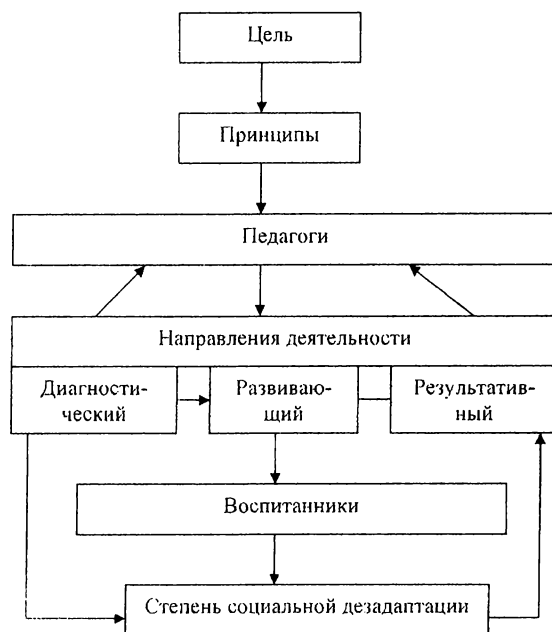 Цель
Принципы
Педагоги
Направления деятельности
Диагности-
ческий
Развиваю-
щий
Результатив-
ный
Воспитанники
Степень социальной дезадаптации